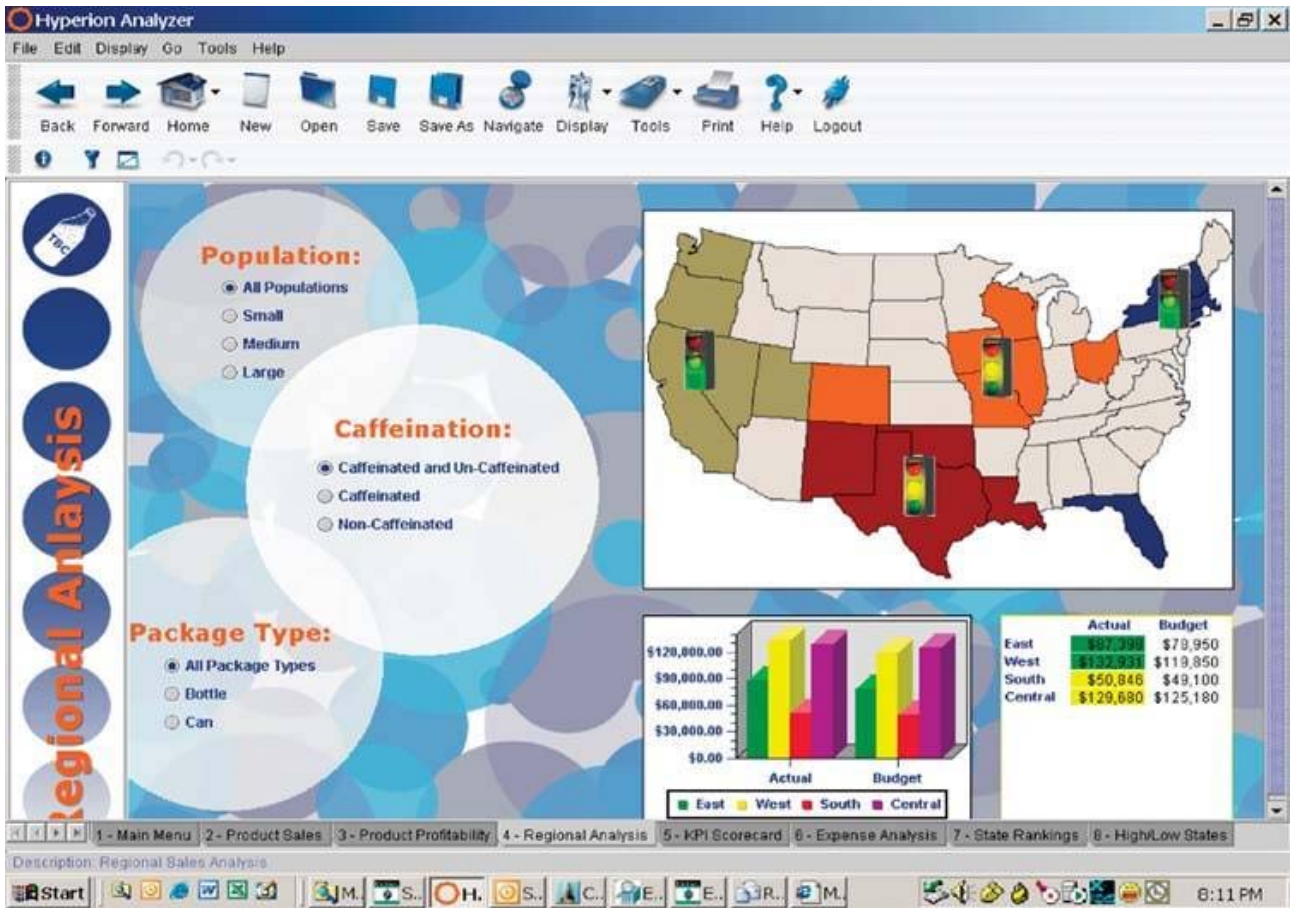 Hyperion Analyzer
File Edit Display Go Tools Help
Back Forward Home New Open Save Save As Navigate Display Tools Print Help Logout
TBC
Regional Anlaysis
Population:
All Populations
Small
Medium
Large
Caffeination:
Caffeinated and Un-Caffeinated
Caffeinated
Non-Caffeinated
Package Type:
All Package Types
Bottle
Can
$120,000.00
$90,000.00
$60,000.00
$30,000.00
$0.00
Actual Budget
East West South Central
Actual Budget
East $87,398 $79,950
West $132,931 $119,850
South $50,846 $49,100
Central $129,680 $125,180
1 - Main Menu 2 - Product Sales 3 - Product Profitability 4 - Regional Analysis 5 - KPI Scorecard 6 - Expense Analysis 7 - State Rankings 8 - High/Low States
Description: Regional Sales Analysis
Start M.. S.. H. S.. C.. E.. E.. R.. M.. 8:11 PM